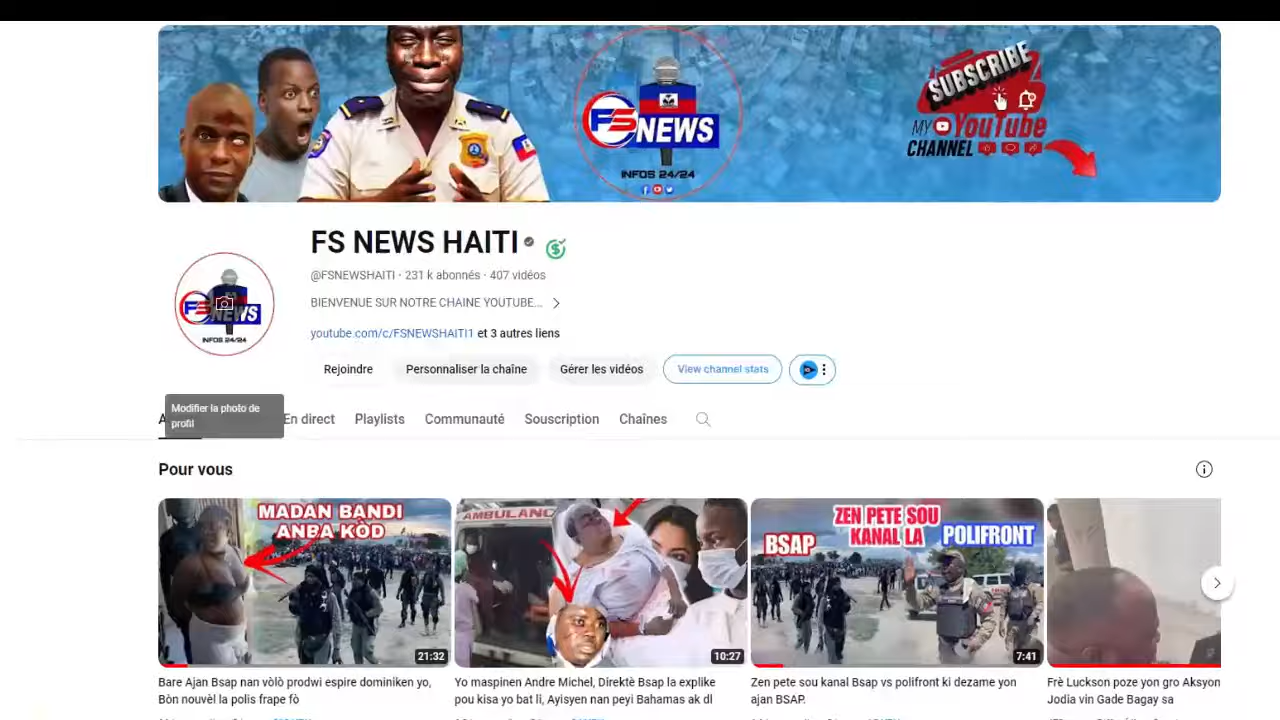 SUBSCRIBE
MY YouTube
CHANNEL
FS NEWS
INFOS 24/24
FS NEWS HAITI
@FSNEWSHAITI · 231 k abonnés · 407 vidéos
BIENVENUE SUR NOTRE CHAINE YOUTUBE...
youtube.com/c/FSNEWSHAITI1 et 3 autres liens
FS NEWS
INFOS 24/24
Rejoindre
Personnaliser la chaîne
Gérer les vidéos
View channel stats
Modifier la photo de
profil
A
En direct
Playlists
Communauté
Souscription
Chaînes
Pour vous
MADAN BANDI
ANBA KÒD
21:32
AMBULANC
10:27
ZEN PETE SOU
KANAL LA
BSAP
POLIFRONT
7:41
Bare Ajan Bsap nan vòlò prodwi espire dominiken yo,
Bòn nouvèl la polis frape fò
Yo maspinen Andre Michel, Direktè Bsap la eksplike
pou kisa yo bat li, Ayisyen nan peyi Bahamas ak dl
Zen pete sou kanal Bsap vs polifront ki dezame yon
ajan BSAP.
Frè Luckson poze yon gro Aksyon
Jodia vin Gade Bagay sa